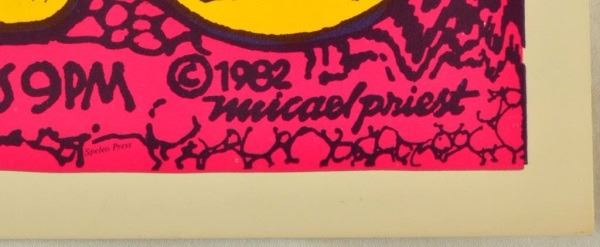 S 9PM © 1982
micael priest
Speleo Press